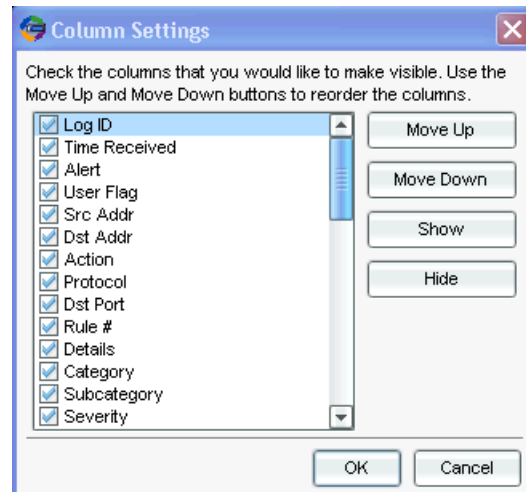 Column Settings
Check the columns that you would like to make visible. Use the
Move Up and Move Down buttons to reorder the columns.
Log ID
Time Received
Alert
User Flag
Src Addr
Dst Addr
Action
Protocol
Dst Port
Rule #
Details
Category
Subcategory
Severity
Move Up
Move Down
Show
Hide
OK
Cancel